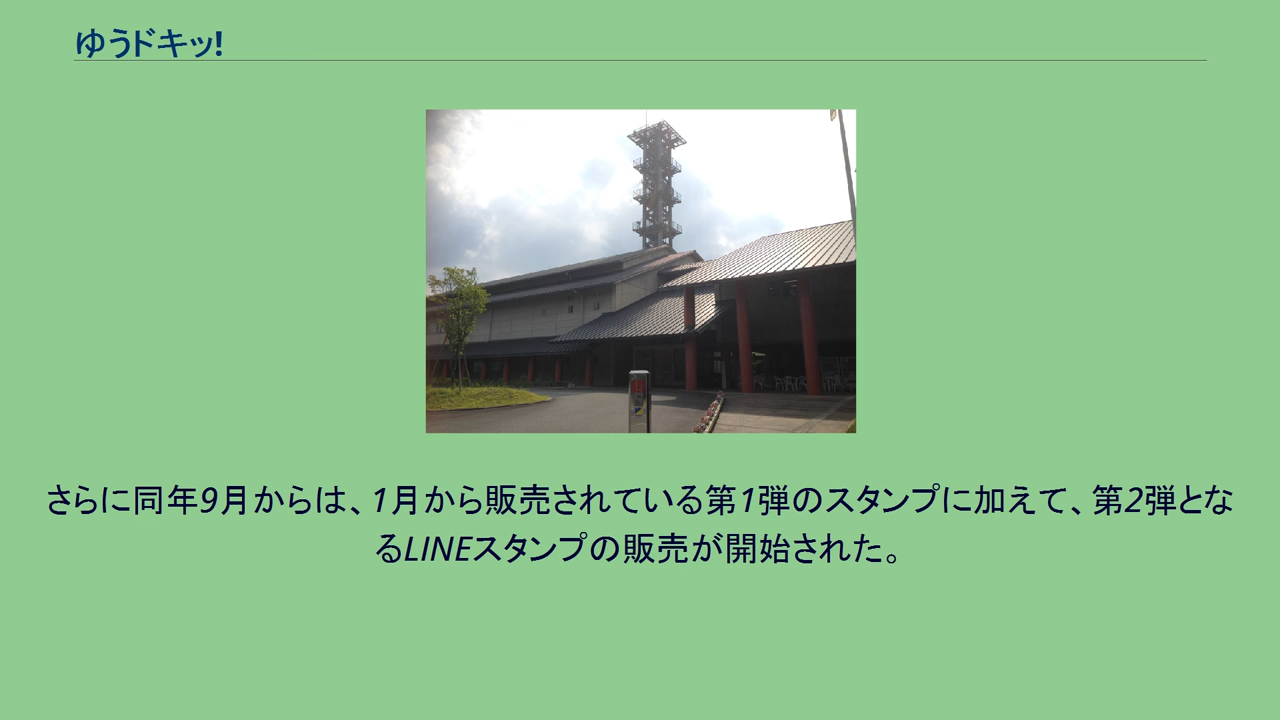 ゆうドキッ!
さらに同年9月からは、1月から販売されている第1弾のスタンプに加えて、第2弾とな
るLINEスタンプの販売が開始された。